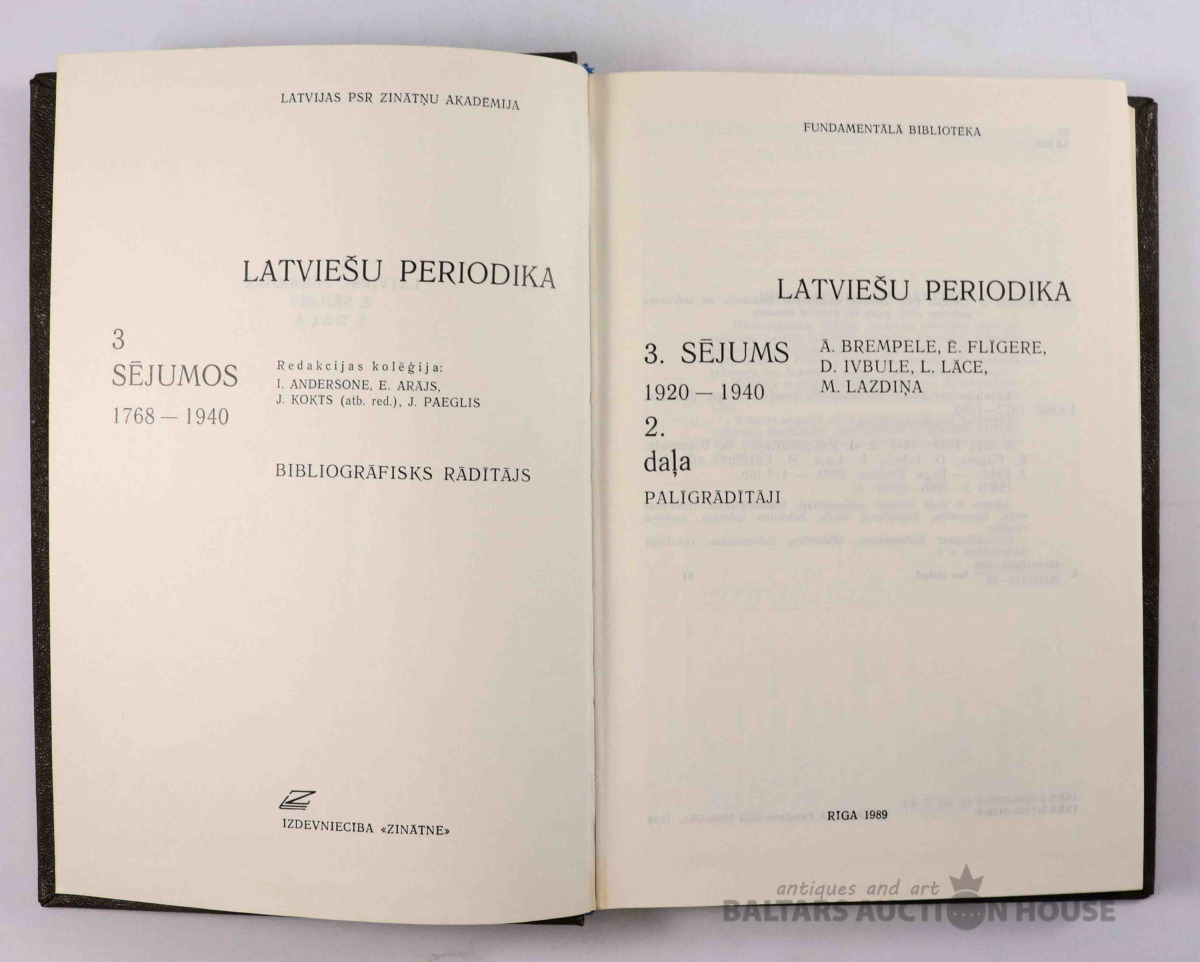 LATVIJAS PSR ZINĀTŅU AKADĒMIJA
LATVIEŠU PERIODIKA
3
SĒJUMOS
1768 — 1940
Redakcijas kolēģija:
I. ANDERSONE, E. ARĀJS,
J. KOKTS (atb. red.), J. PAEGLIS
BIBLIOGRĀFISKS RĀDĪTĀJS
IZDEVNIECĪBA «ZINĀTNE»
FUNDAMENTĀLĀ BIBLIOTĒKA
LATVIEŠU PERIODIKA
3. SĒJUMS
1920 — 1940
2.
daļa
PALĪGRĀDĪTĀJI
Ā. BREMPELE, Ē. FLĪGERE,
D. IVBULE, L. LĀCE,
M. LAZDIŅA
RĪGA 1989
antiques and art
BALTARS AUCTION HOUSE